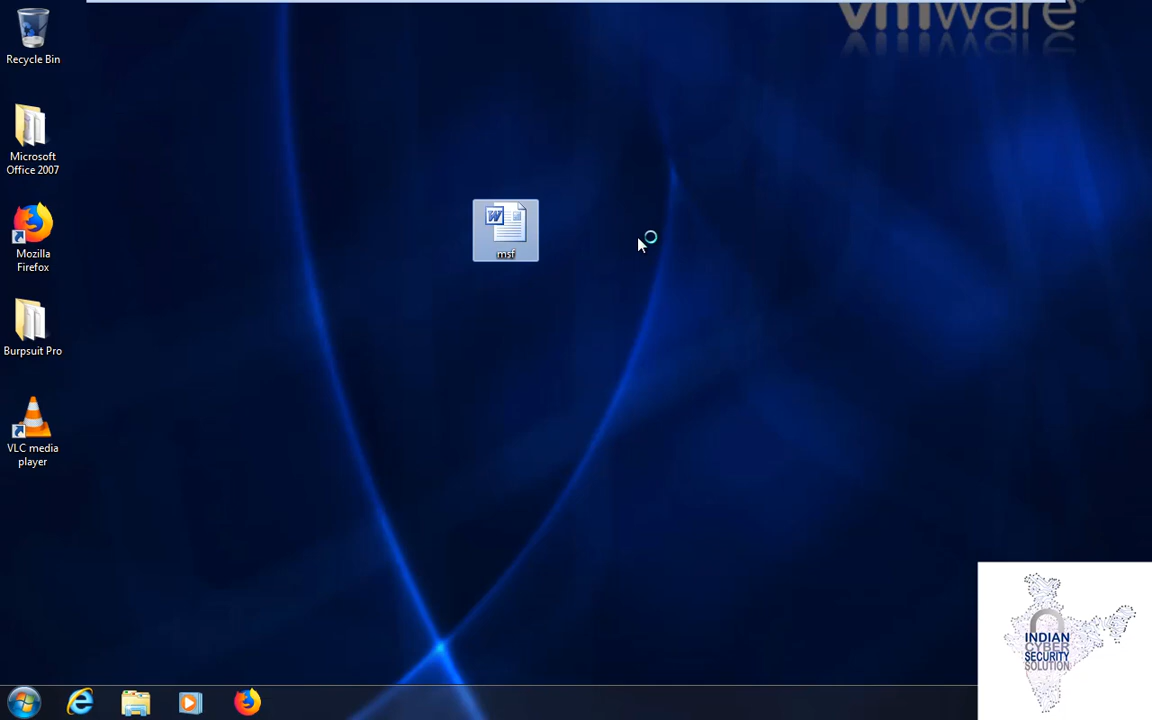 vmware
Recycle Bin
Microsoft
Office 2007
msf
Mozilla
Firefox
Burpsuit Pro
VLC media
player
INDIAN
CYBER
SECURITY
SOLUTION